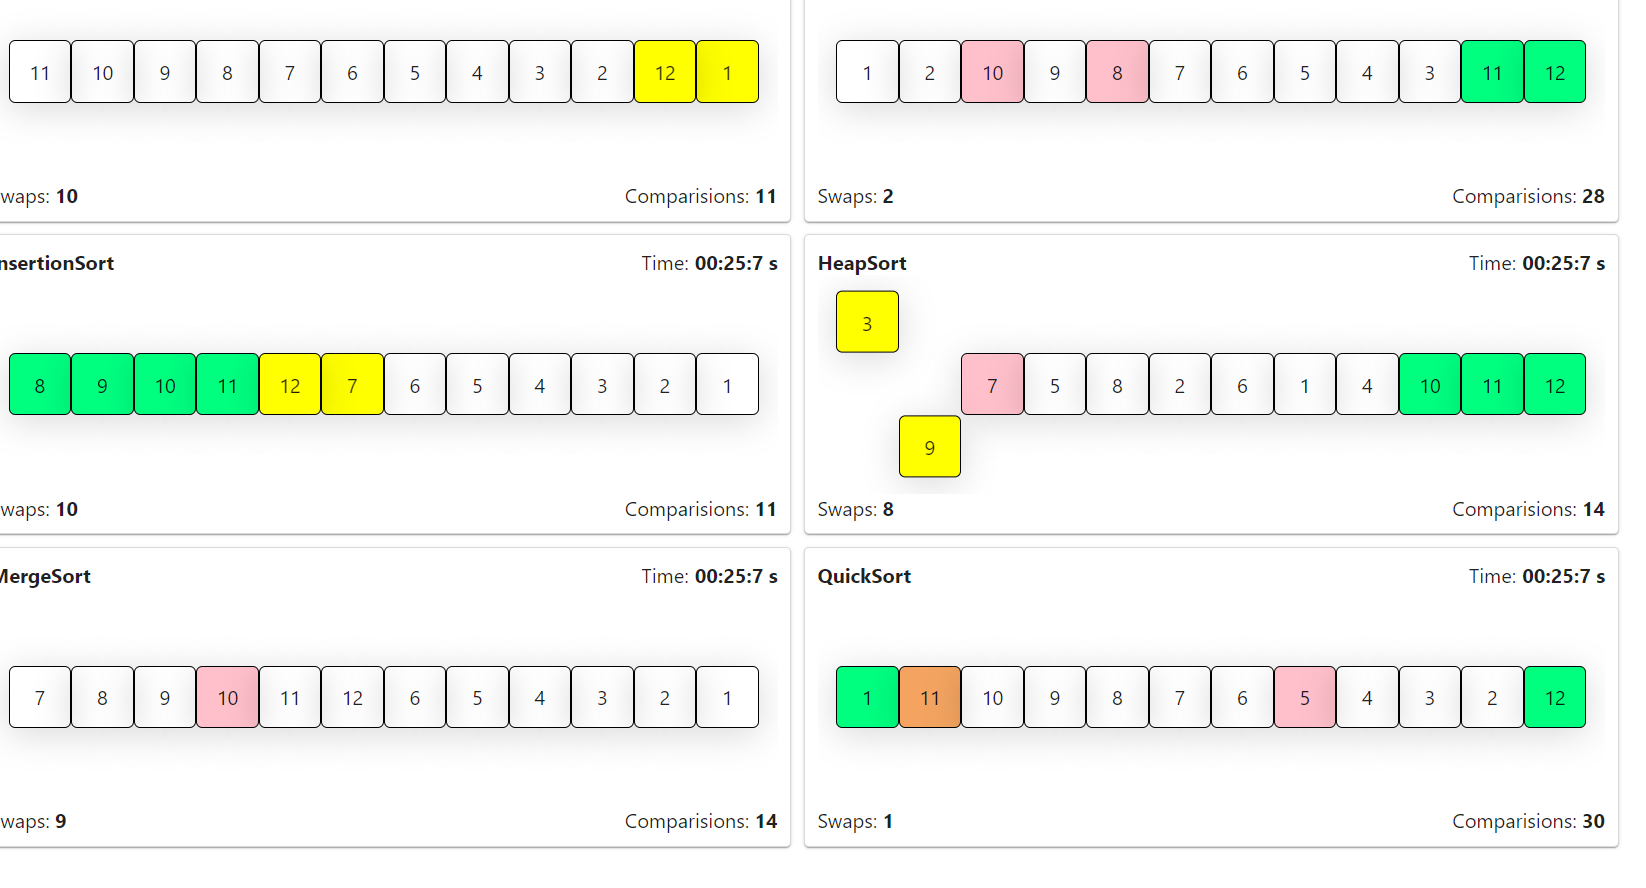 11 10 9 8 7 6 5 4 3 2 12 1
waps: 10 Comparisions: 11
1 2 10 9 8 7 6 5 4 3 11 12
Swaps: 2 Comparisions: 28
nsertionSort Time: 00:25:7 s
8 9 10 11 12 7 6 5 4 3 2 1
waps: 10 Comparisions: 11
HeapSort Time: 00:25:7 s
3
7 5 8 2 6 1 4 10 11 12
9
Swaps: 8 Comparisions: 14
MergeSort Time: 00:25:7 s
7 8 9 10 11 12 6 5 4 3 2 1
waps: 9 Comparisions: 14
QuickSort Time: 00:25:7 s
1 11 10 9 8 7 6 5 4 3 2 12
Swaps: 1 Comparisions: 30